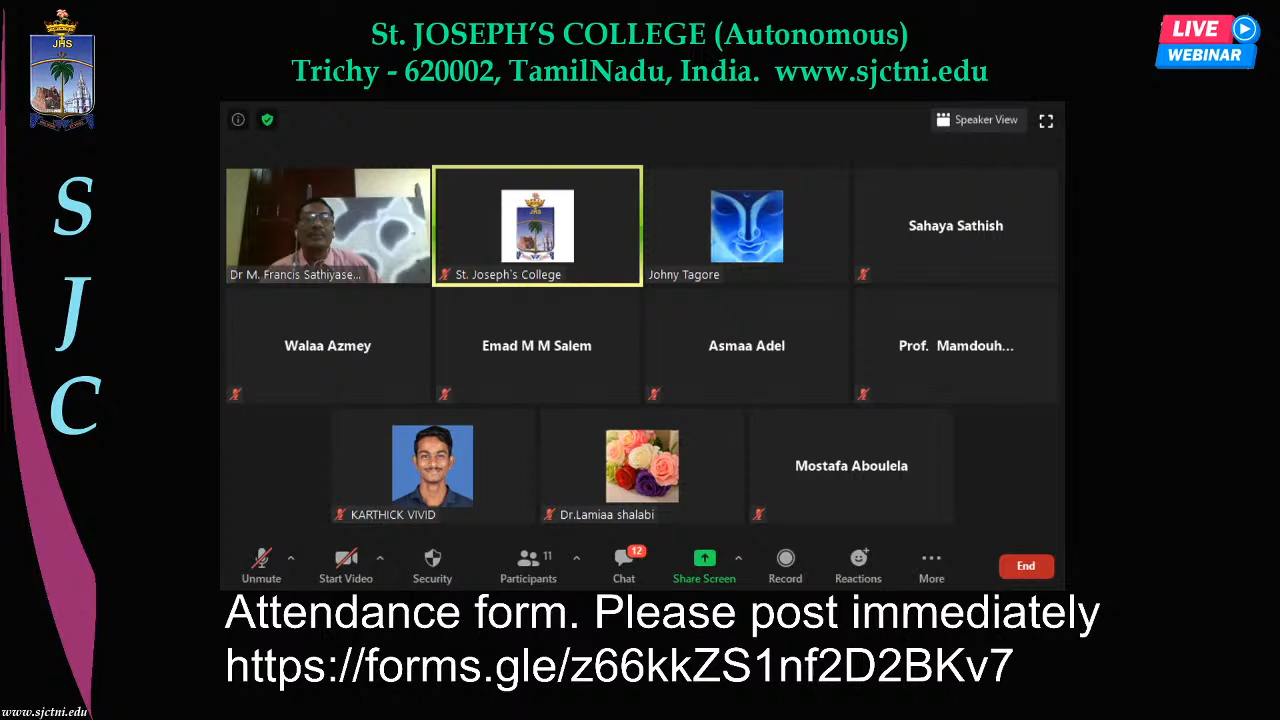 St. JOSEPH'S COLLEGE (Autonomous)
Trichy - 620002, TamilNadu, India. www.sjctni.edu
LIVE
WEBINAR
JHS
S
J
C
Speaker View
Dr M. Francis Sathiyase...
JHS
St. Joseph's College
Johny Tagore
Sahaya Sathish
Walaa Azmey
Emad M M Salem
Asmaa Adel
Prof. Mamdouh...
KARTHICK VIVID
Dr.Lamiaa shalabi
Mostafa Aboulela
Unmute
Start Video
Security
11
Participants
12
Chat
Share Screen
Record
Reactions
More
End
Attendance form. Please post immediately
https://forms.gle/z66kkZS1nf2D2BKv7
www.sjctni.edu